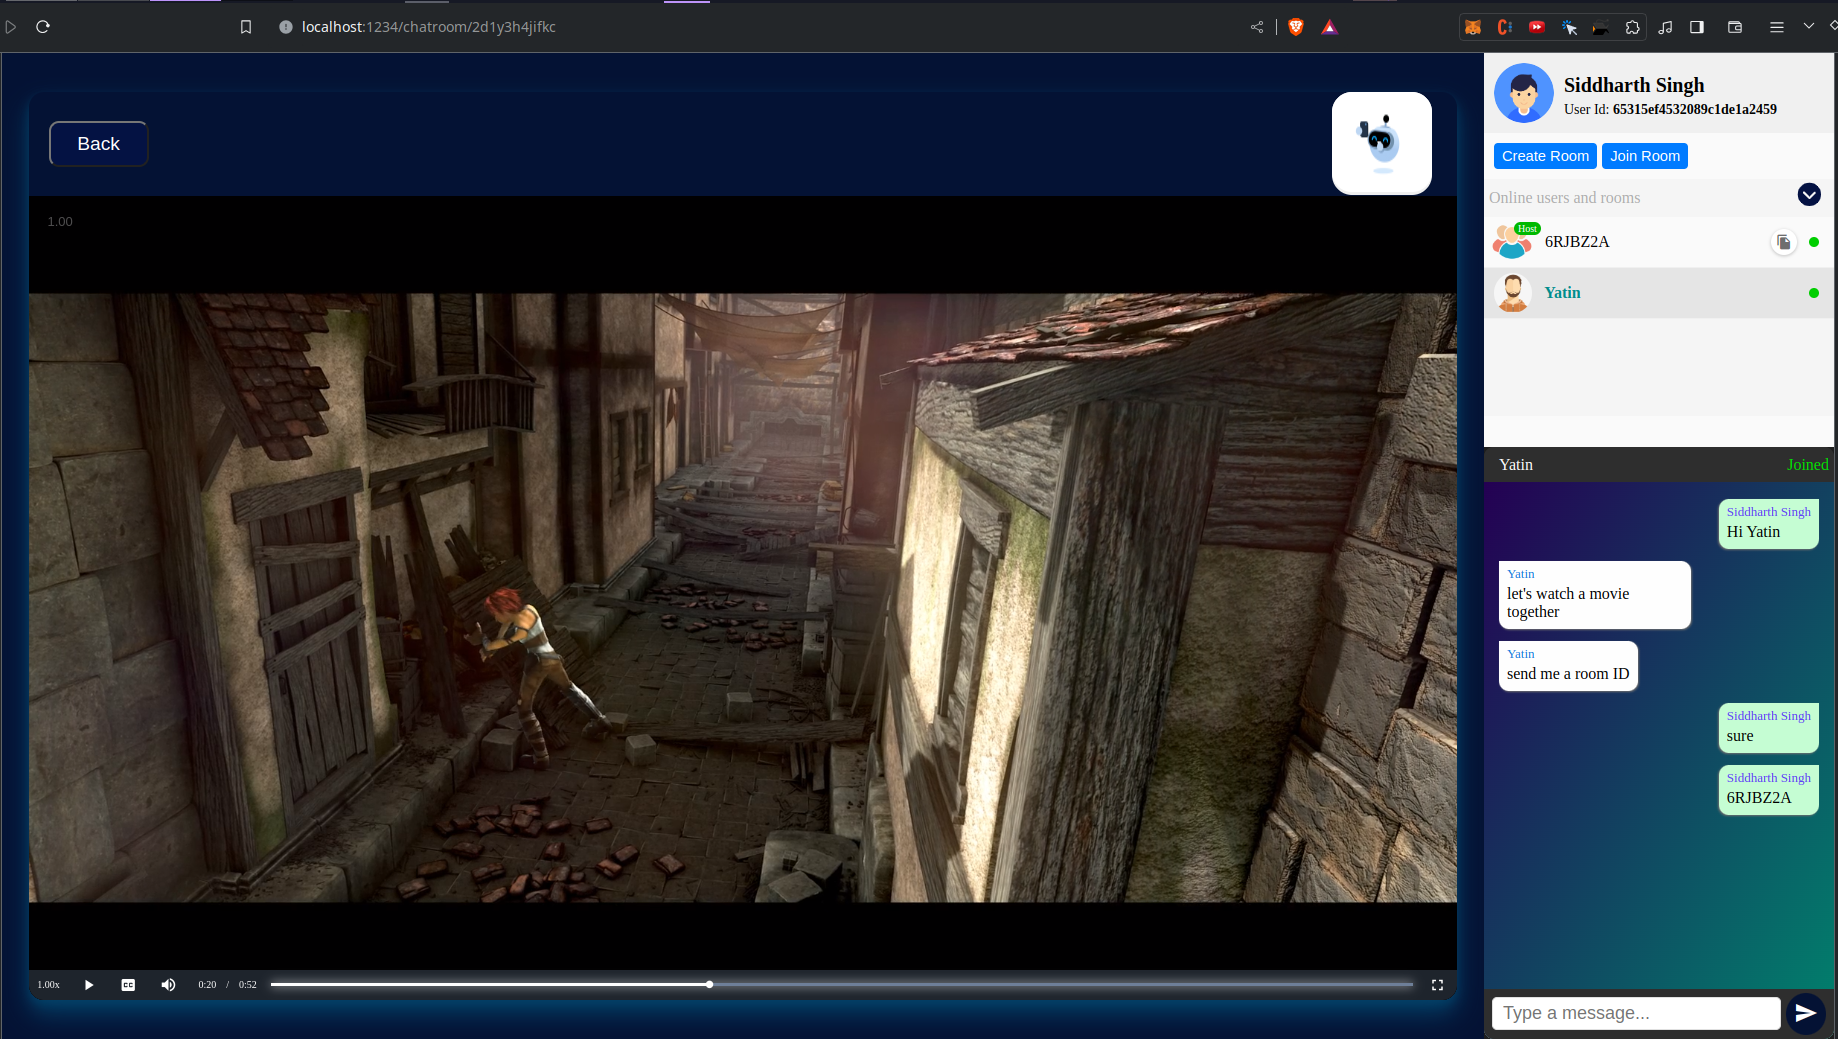 localhost:1234/chatroom/2d1y3h4jifkc
Back
1.00
1.00x
CC
0:20 / 0:52
Siddharth Singh
User Id: 65315ef4532089c1de1a2459
Create Room Join Room
Online users and rooms
Host
6RJBZ2A
Yatin
Yatin Joined
Siddharth Singh
Hi Yatin
Yatin
let's watch a movie
together
Yatin
send me a room ID
Siddharth Singh
sure
Siddharth Singh
6RJBZ2A
Type a message...